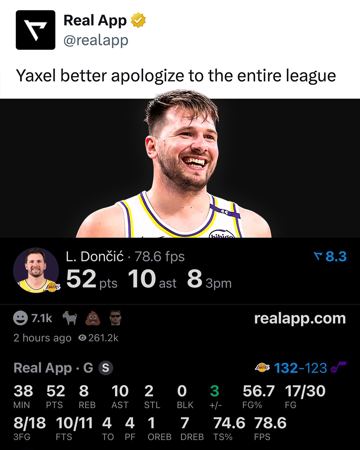 Real App
@realapp
Yaxel better apologize to the entire league
bibigo
L. Dončić · 78.6 fps
8.3
52 pts 10 ast 8 3pm
7.1k
realapp.com
2 hours ago 261.2k
Real App · G S
132-123
38 52 8 10 2 0 3 56.7 17/30
MIN PTS REB AST STL BLK +/- FG% FG
8/18 10/11 4 4 1 7 74.6 78.6
3FG FTS TO PF OREB DREB TS% FPS